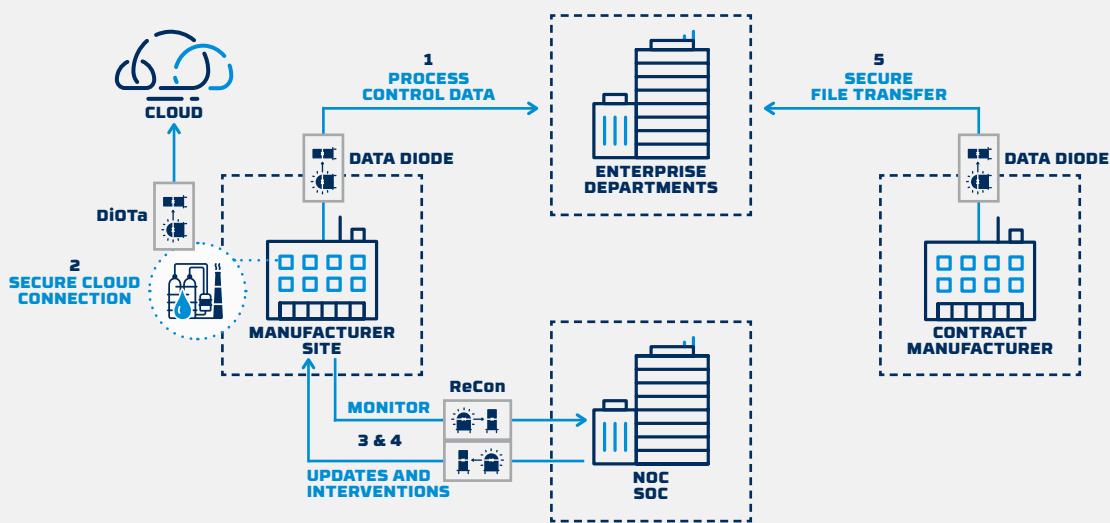 CLOUD
1
PROCESS
CONTROL DATA
5
SECURE
FILE TRANSFER
DATA DIODE
ENTERPRISE
DEPARTMENTS
DATA DIODE
DiOTa
2
SECURE CLOUD
CONNECTION
MANUFACTURER
SITE
CONTRACT
MANUFACTURER
ReCon
MONITOR
3 & 4
UPDATES AND
INTERVENTIONS
NOC
SOC